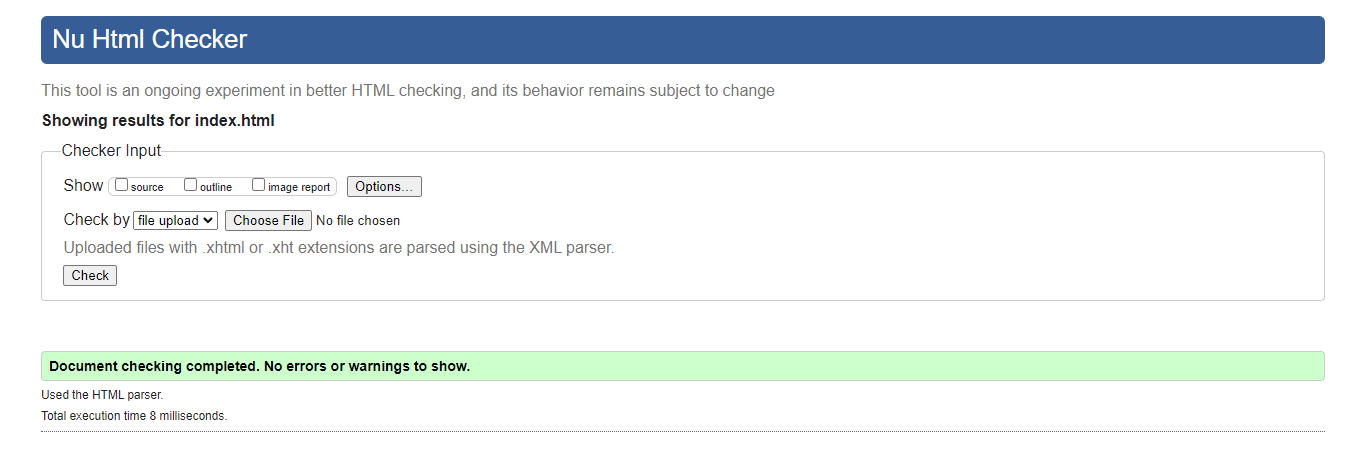 Nu Html Checker
This tool is an ongoing experiment in better HTML checking, and its behavior remains subject to change
Showing results for index.html
Checker Input
Show source outline image report Options...
Check by file upload Choose File No file chosen
Uploaded files with .xhtml or .xht extensions are parsed using the XML parser.
Check
Document checking completed. No errors or warnings to show.
Used the HTML parser.
Total execution time 8 milliseconds.